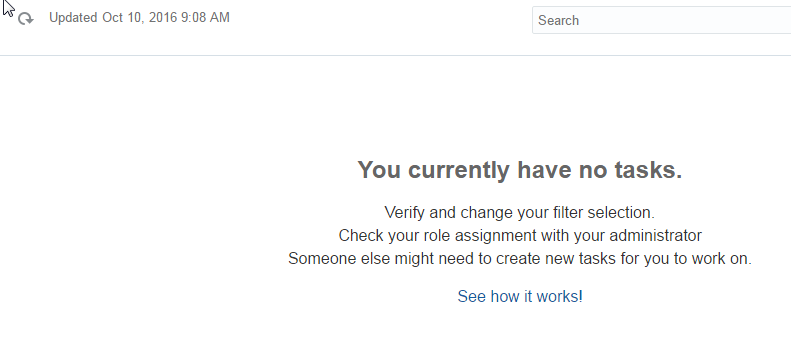 Updated Oct 10, 2016 9:08 AM
Search
You currently have no tasks.
Verify and change your filter selection.
Check your role assignment with your administrator
Someone else might need to create new tasks for you to work on.
See how it works!